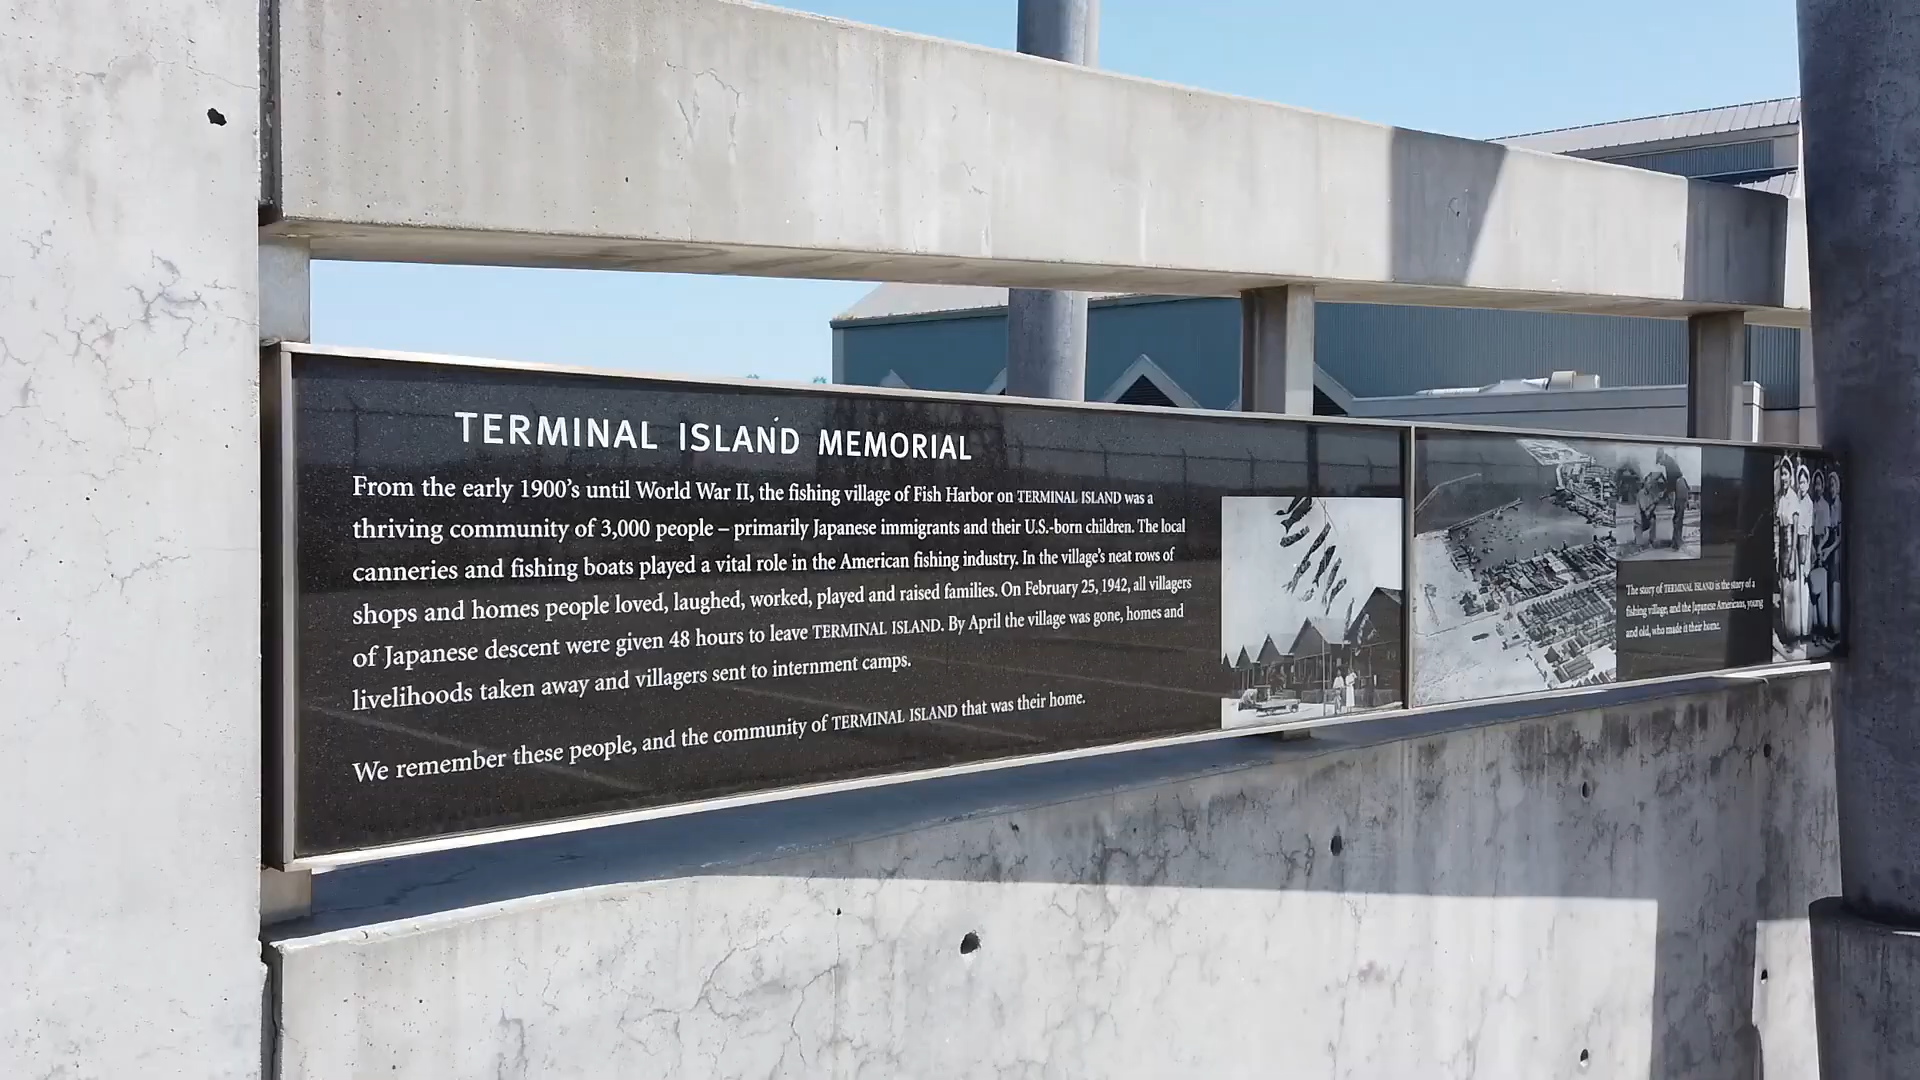 TERMINAL ISLAND MEMORIAL
From the early 1900's until World War II, the fishing village of Fish Harbor on TERMINAL ISLAND was a
thriving community of 3,000 people – primarily Japanese immigrants and their U.S.-born children. The local
canneries and fishing boats played a vital role in the American fishing industry. In the village's neat rows of
shops and homes people loved, laughed, worked, played and raised families. On February 25, 1942, all villagers
of Japanese descent were given 48 hours to leave TERMINAL ISLAND. By April the village was gone, homes and
livelihoods taken away and villagers sent to internment camps.
We remember these people, and the community of TERMINAL ISLAND that was their home.
The story of TERMINAL ISLAND is the story of a
fishing village, and the Japanese Americans, young
and old, who made it their home.